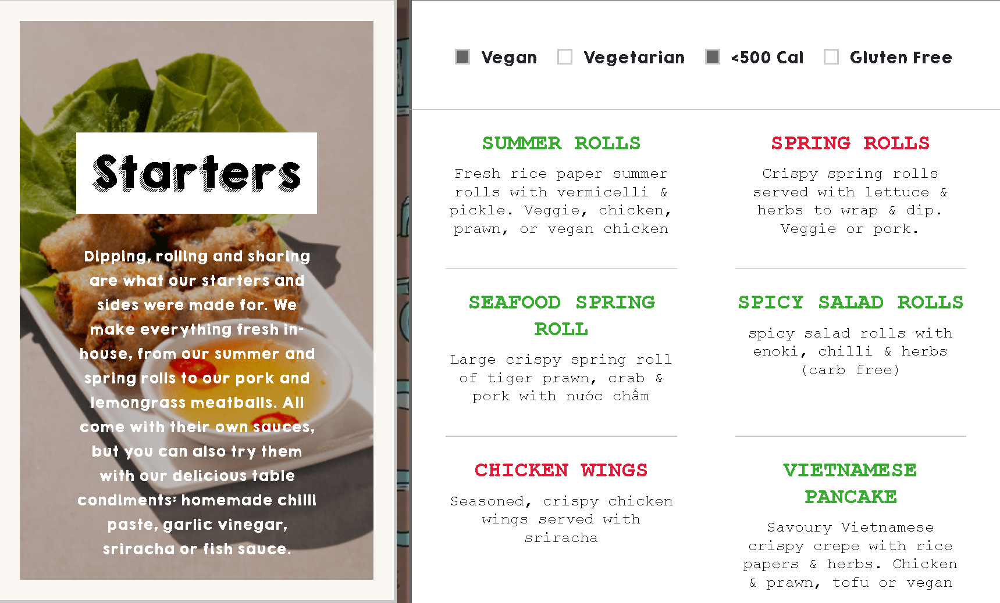 Starters
Dipping, rolling and sharing
are what our starters and
sides were made for. We
make everything fresh in-
house, from our summer and
spring rolls to our pork and
lemongrass meatballs. All
come with their own sauces,
but you can also try them
with our delicious table
condiments: homemade chilli
paste, garlic vinegar,
sriracha or fish sauce.
Vegan Vegetarian <500 Cal Gluten Free
SUMMER ROLLS
Fresh rice paper summer
rolls with vermicelli &
pickle. Veggie, chicken,
prawn, or vegan chicken
SPRING ROLLS
Crispy spring rolls
served with lettuce &
herbs to wrap & dip.
Veggie or pork.
SEAFOOD SPRING
ROLL
Large crispy spring roll
of tiger prawn, crab &
pork with nước chấm
SPICY SALAD ROLLS
spicy salad rolls with
enoki, chilli & herbs
(carb free)
CHICKEN WINGS
Seasoned, crispy chicken
wings served with
sriracha
VIETNAMESE
PANCAKE
Savoury Vietnamese
crispy crepe with rice
papers & herbs. Chicken
& prawn, tofu or vegan